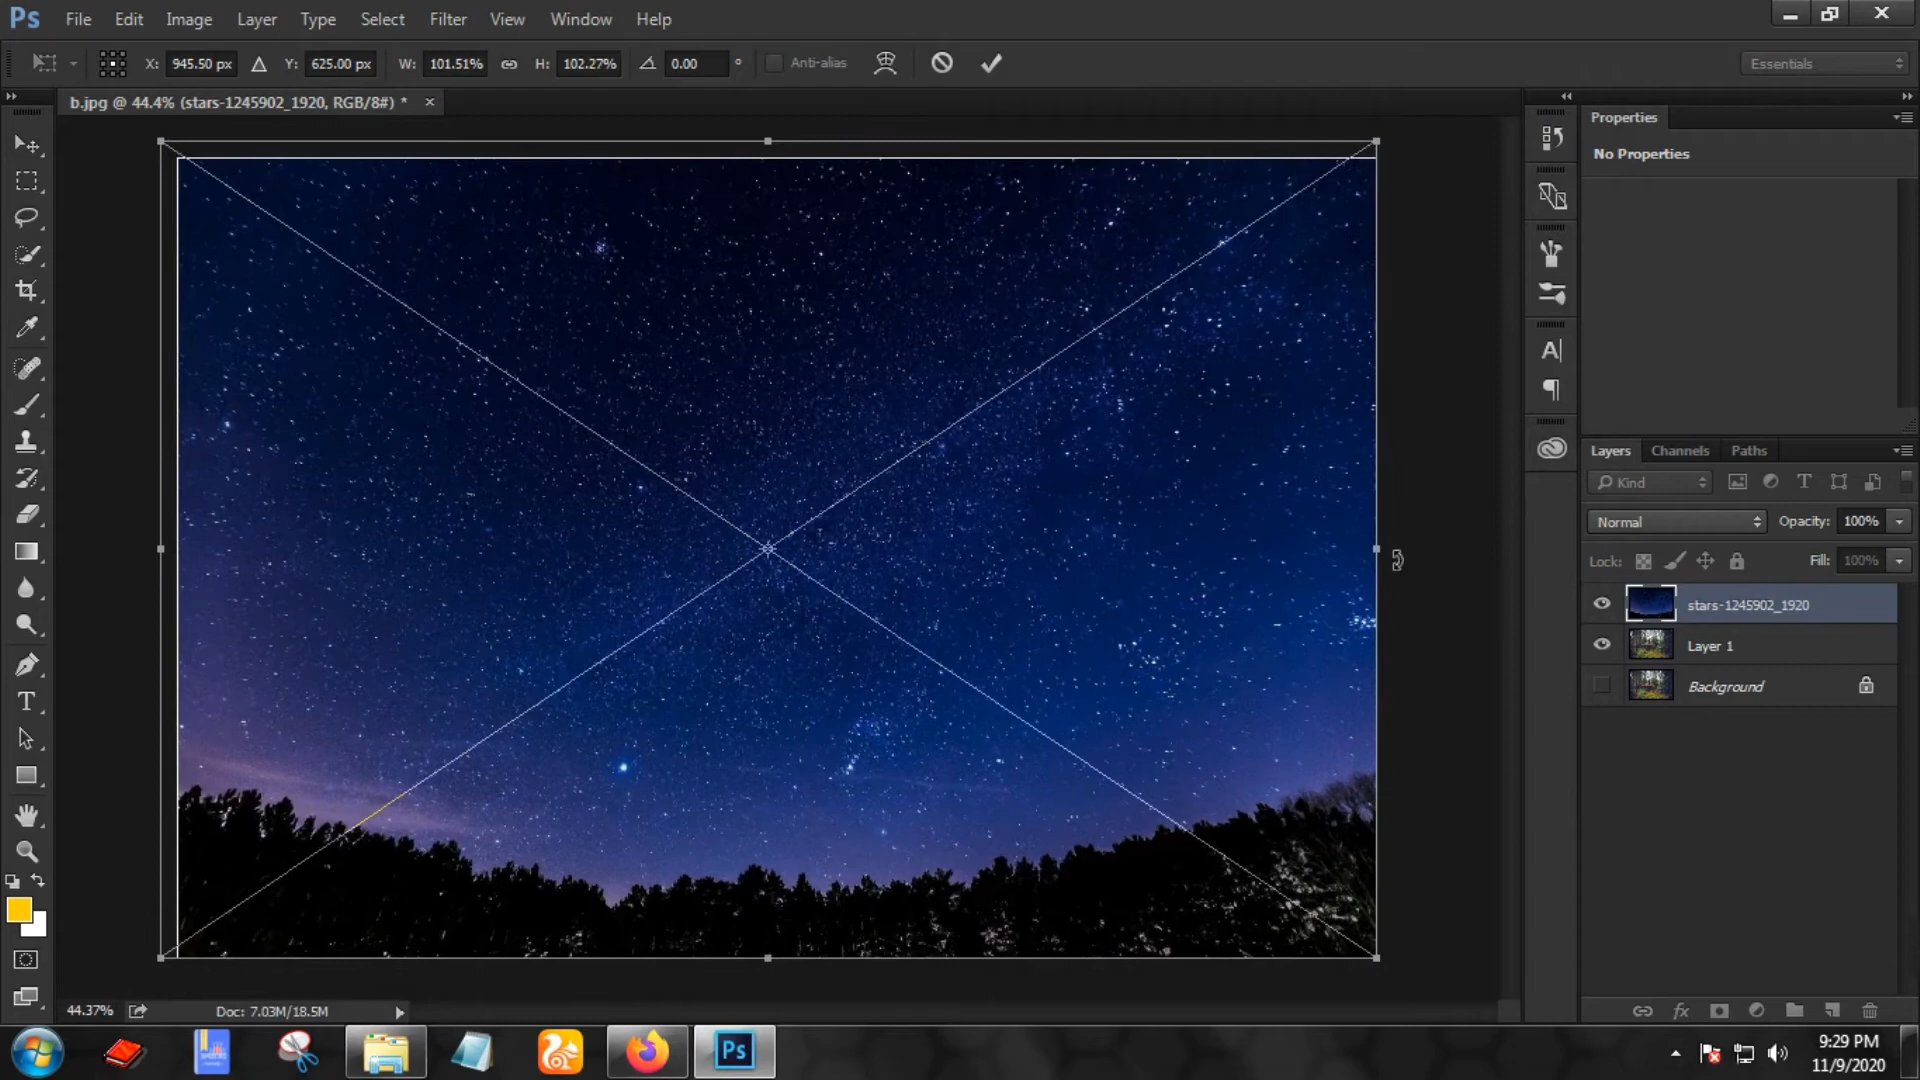 Ps File Edit Image Layer Type Select Filter View Window Help
X: 945.50 px Y: 625.00 px W: 101.51% H: 102.27% 0.00 ° Anti-alias Essentials
b.jpg @ 44.4% (stars-1245902_1920, RGB/8#) * ×
Properties
No Properties
Layers Channels Paths
Kind
Normal Opacity: 100%
Lock: Fill: 100%
stars-1245902_1920
Layer 1
Background
44.37% Doc: 7.03M/18.5M
Ps
9:29 PM
11/9/2020